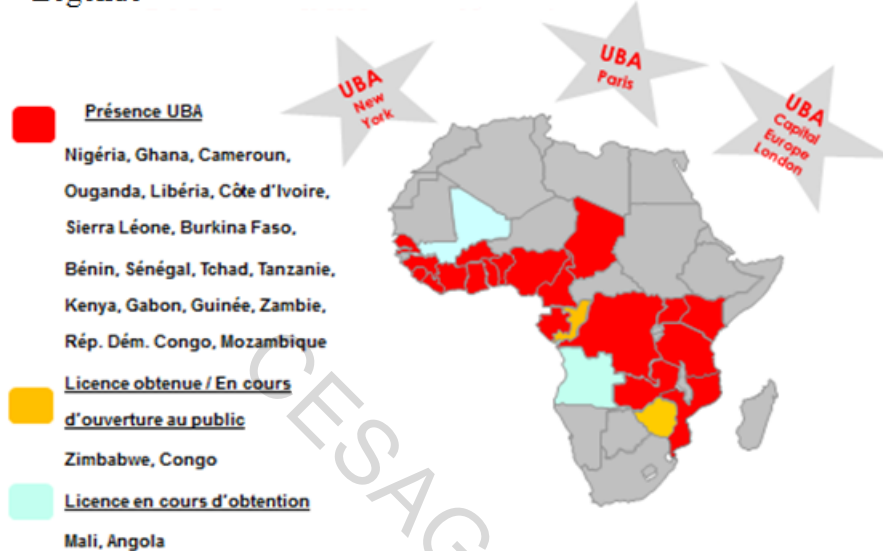 Légende
UBA
New
York
UBA
Paris
UBA
Capital
Europe
London
Présence UBA
Nigéria, Ghana, Cameroun,
Ouganda, Libéria, Côte d'Ivoire,
Sierra Léone, Burkina Faso,
Bénin, Sénégal, Tchad, Tanzanie,
Kenya, Gabon, Guinée, Zambie,
Rép. Dém. Congo, Mozambique
Licence obtenue / En cours
d'ouverture au public
Zimbabwe, Congo
Licence en cours d'obtention
Mali, Angola
CESAG